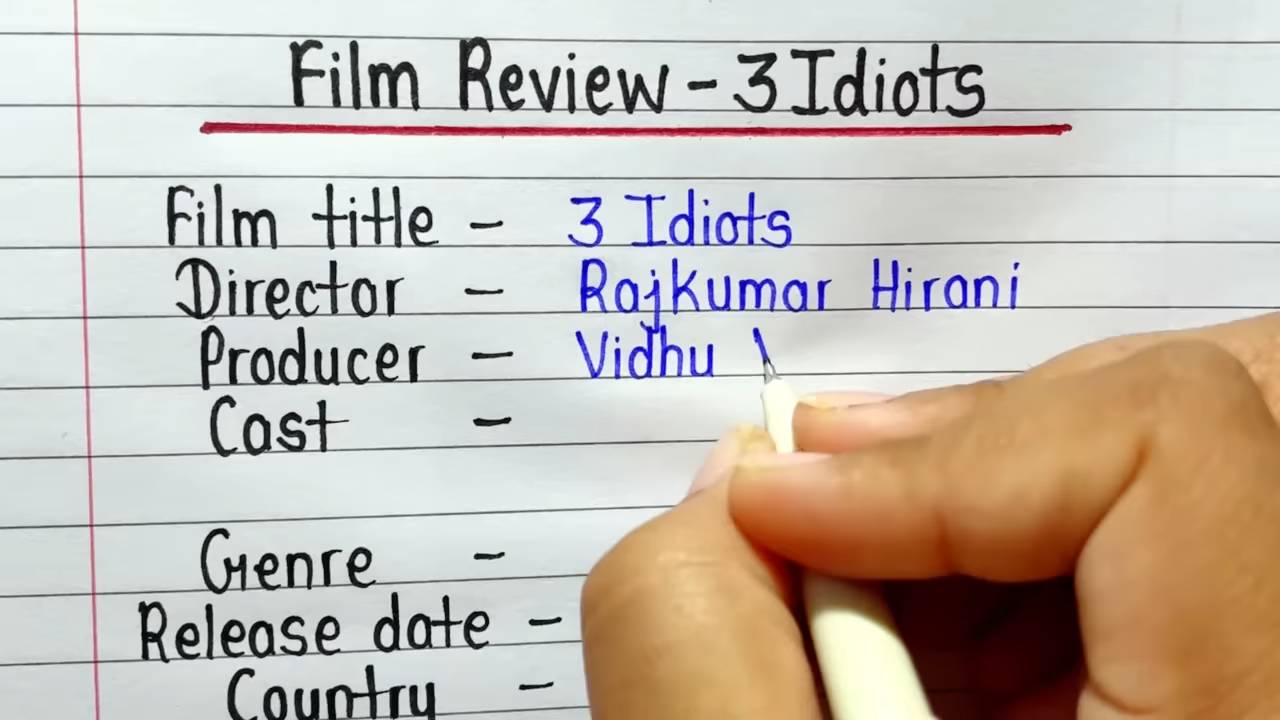 Film Review - 3 Idiots
Film title - 3 Idiots
Director - Rajkumar Hirani
Producer - Vidhu
Cast -
Genre -
Release date -
Country -